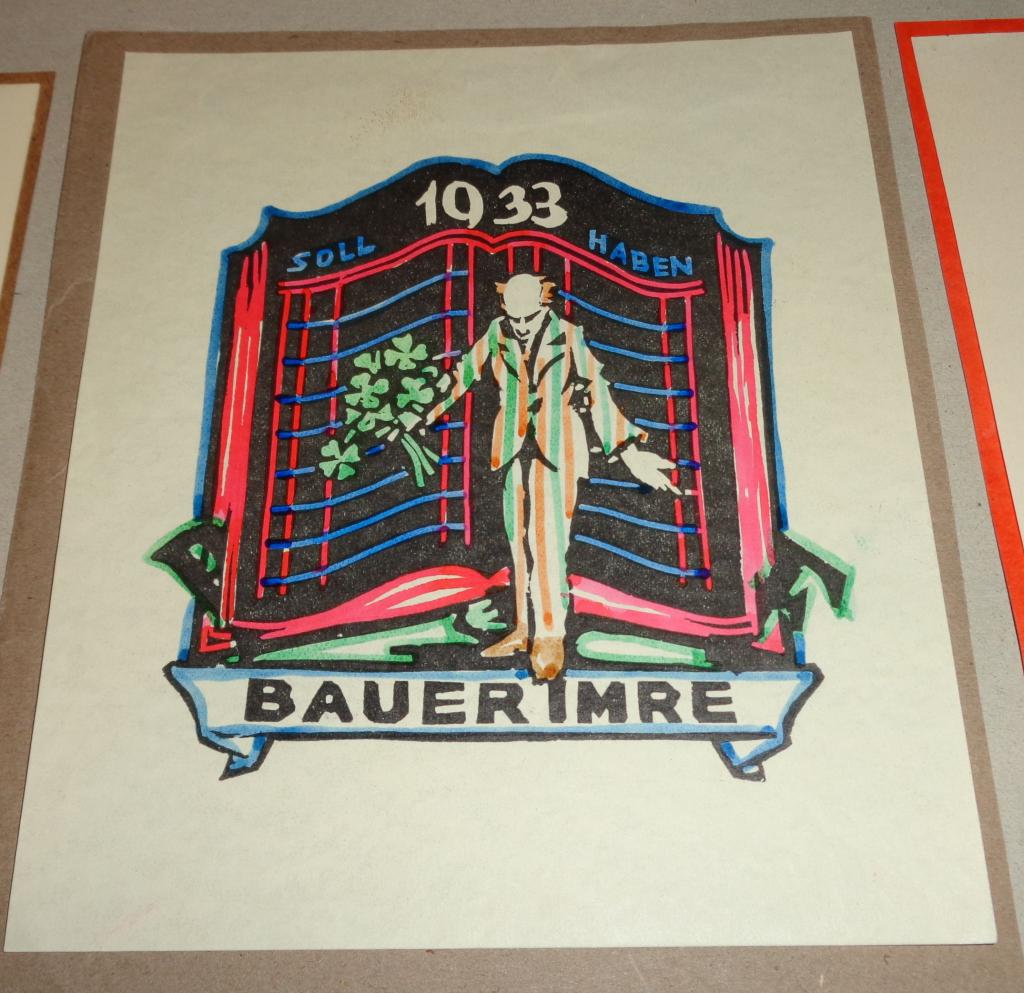 1933
SOLL HABEN
BAUER IMRE